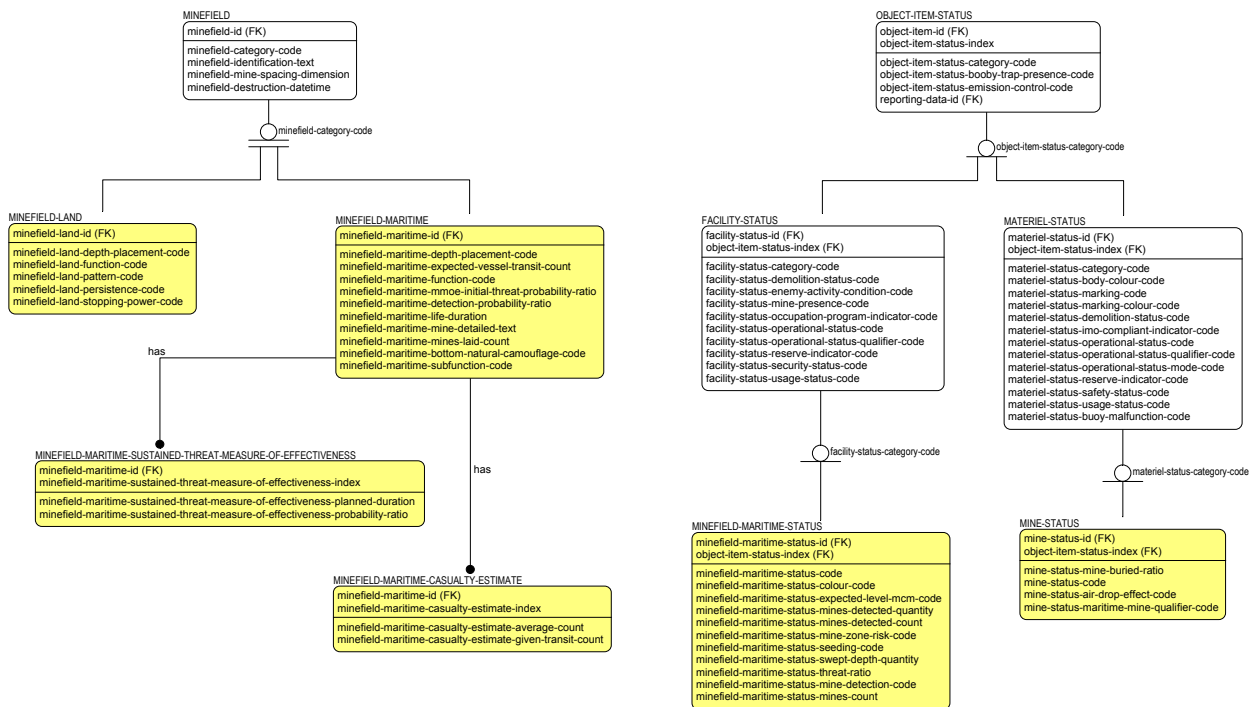 MINEFIELD
minefield-id (FK)
minefield-category-code
minefield-identification-text
minefield-mine-spacing-dimension
minefield-destruction-datetime
minefield-category-code
MINEFIELD-LAND
minefield-land-id (FK)
minefield-land-depth-placement-code
minefield-land-function-code
minefield-land-pattern-code
minefield-land-persistence-code
minefield-land-stopping-power-code
MINEFIELD-MARITIME
minefield-maritime-id (FK)
minefield-maritime-depth-placement-code
minefield-maritime-expected-vessel-transit-count
minefield-maritime-function-code
minefield-maritime-mmoe-initial-threat-probability-ratio
minefield-maritime-detection-probability-ratio
minefield-maritime-life-duration
minefield-maritime-mine-detailed-text
minefield-maritime-mines-laid-count
minefield-maritime-bottom-natural-camouflage-code
minefield-maritime-subfunction-code
has
MINEFIELD-MARITIME-SUSTAINED-THREAT-MEASURE-OF-EFFECTIVENESS
minefield-maritime-id (FK)
minefield-maritime-sustained-threat-measure-of-effectiveness-index
minefield-maritime-sustained-threat-measure-of-effectiveness-planned-duration
minefield-maritime-sustained-threat-measure-of-effectiveness-probability-ratio
has
MINEFIELD-MARITIME-CASUALTY-ESTIMATE
minefield-maritime-id (FK)
minefield-maritime-casualty-estimate-index
minefield-maritime-casualty-estimate-average-count
minefield-maritime-casualty-estimate-given-transit-count
OBJECT-ITEM-STATUS
object-item-id (FK)
object-item-status-index
object-item-status-category-code
object-item-status-booby-trap-presence-code
object-item-status-emission-control-code
reporting-data-id (FK)
object-item-status-category-code
FACILITY-STATUS
facility-status-id (FK)
object-item-status-index (FK)
facility-status-category-code
facility-status-demolition-status-code
facility-status-enemy-activity-condition-code
facility-status-mine-presence-code
facility-status-occupation-program-indicator-code
facility-status-operational-status-code
facility-status-operational-status-qualifier-code
facility-status-reserve-indicator-code
facility-status-security-status-code
facility-status-usage-status-code
facility-status-category-code
MINEFIELD-MARITIME-STATUS
minefield-maritime-status-id (FK)
object-item-status-index (FK)
minefield-maritime-status-code
minefield-maritime-status-colour-code
minefield-maritime-status-expected-level-mcm-code
minefield-maritime-status-mines-detected-quantity
minefield-maritime-status-mines-detected-count
minefield-maritime-status-mine-zone-risk-code
minefield-maritime-status-seeding-code
minefield-maritime-status-swept-depth-quantity
minefield-maritime-status-threat-ratio
minefield-maritime-status-mine-detection-code
minefield-maritime-status-mines-count
MATERIEL-STATUS
materiel-status-id (FK)
object-item-status-index (FK)
materiel-status-category-code
materiel-status-body-colour-code
materiel-status-marking-code
materiel-status-marking-colour-code
materiel-status-demolition-status-code
materiel-status-imo-compliant-indicator-code
materiel-status-operational-status-code
materiel-status-operational-status-qualifier-code
materiel-status-operational-status-mode-code
materiel-status-reserve-indicator-code
materiel-status-safety-status-code
materiel-status-usage-status-code
materiel-status-buoy-malfunction-code
materiel-status-category-code
MINE-STATUS
mine-status-id (FK)
object-item-status-index (FK)
mine-status-mine-buried-ratio
mine-status-code
mine-status-air-drop-effect-code
mine-status-maritime-mine-qualifier-code